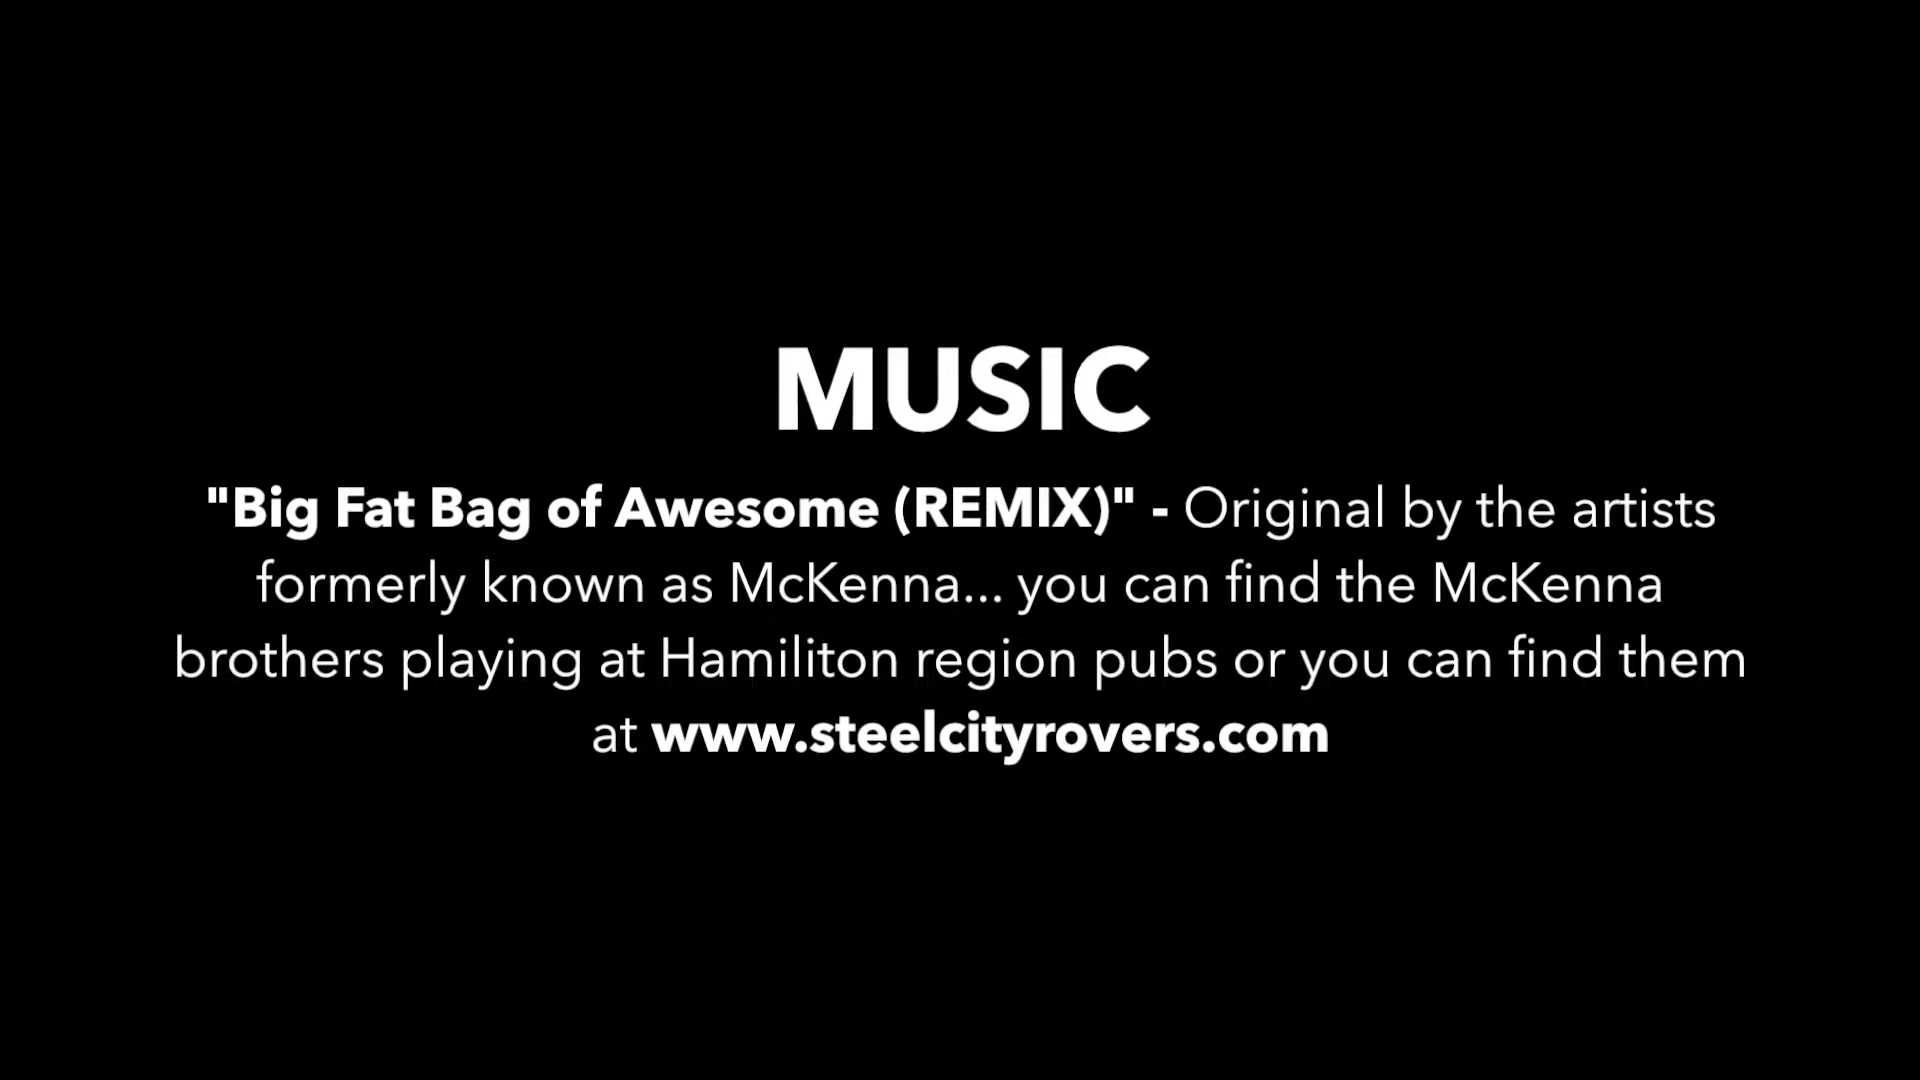 MUSIC
"Big Fat Bag of Awesome (REMIX)" - Original by the artists
formerly known as McKenna... you can find the McKenna
brothers playing at Hamiliton region pubs or you can find them
at www.steelcityrovers.com